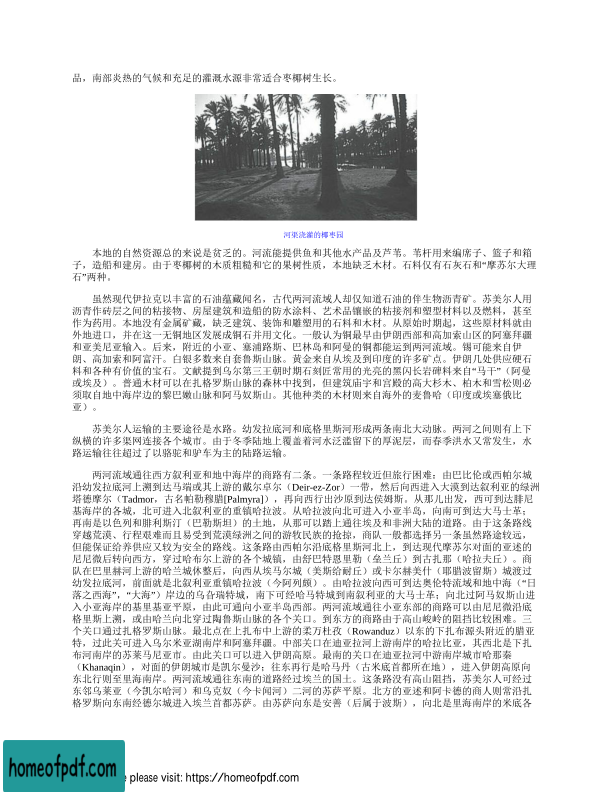 品，南部炎热的气候和充足的灌溉水源非常适合枣椰树生长。
河渠浇灌的椰枣园
本地的自然资源总的来说是贫乏的。河流能提供鱼和其他水产品及芦苇。苇杆用来编席子、篮子和箱
子，造船和建房。由于枣椰树的木质粗糙和它的果树性质，本地缺乏木材。石料仅有石灰石和“摩苏尔大理
石”两种。
虽然现代伊拉克以丰富的石油蕴藏闻名，古代两河流域人却仅知道石油的伴生物沥青矿。苏美尔人用
沥青作砖层之间的粘接物、房屋建筑和造船的防水涂料、艺术品镶嵌的粘接剂和塑型材料以及燃料，甚至
作为药用。本地没有金属矿藏，缺乏建筑、装饰和雕塑用的石料和木材。从原始时期起，这些原材料就由
外地进口，并在这一无铜地区发展成铜石并用文化。一般认为铜最早由伊朗西部和高加索山区的阿塞拜疆
和亚美尼亚输入。后来，附近的小亚、塞浦路斯、巴林岛和阿曼的铜都能运到两河流域。锡可能来自伊
朗、高加索和阿富汗。白银多数来自套鲁斯山脉。黄金来自从埃及到印度的许多矿点。伊朗几处供应硬石
料和各种有价值的宝石。文献提到乌尔第三王朝时期石刻匠常用的光亮的黑闪长岩碑料来自“马干”（阿曼
或埃及）。普通木材可以在扎格罗斯山脉的森林中找到，但建筑庙宇和宫殿的高大杉木、柏木和雪松则必
须取自地中海岸边的黎巴嫩山脉和阿马奴斯山。其他种类的木材则来自海外的麦鲁哈（印度或埃塞俄比
亚）。
苏美尔人运输的主要途径是水路。幼发拉底河和底格里斯河形成两条南北大动脉。两河之间则有上下
纵横的许多渠网连接各个城市。由于冬季陆地上覆盖着河水泛滥留下的厚泥层，而春季洪水又常发生，水
路运输往往超过了以骆驼和驴车为主的陆路运输。
两河流域通往西方叙利亚和地中海岸的商路有二条。一条路程较近但旅行困难：由巴比伦或西帕尔城
沿幼发拉底河上溯到达马瑞或其上游的戴尔卓尔（Deir-ez-Zor）一带，然后向西进入大漠到达叙利亚的绿洲
塔德摩尔（Tadmor，古名帕勒穆腊[Palmyra]），再向西行出沙原到达侯姆斯。从那儿出发，西可到达腓尼
基海岸的各城，北可进入北叙利亚的重镇哈拉波。从哈拉波向北可进入小亚半岛，向南可到达大马士革；
再南是以色列和腓利斯汀（巴勒斯坦）的土地，从那可以踏上通往埃及和非洲大陆的道路。由于这条路线
穿越荒漠、行程艰难而且易受到荒漠绿洲之间的游牧民族的抢掠，商队一般都选择另一条虽然路途较远，
但能保证给养供应又较为安全的路线。这条路由西帕尔沿底格里斯河北上，到达现代摩苏尔对面的亚述的
尼尼微后转向西方，穿过哈布尔上游的各个城镇，由舒巴特恩里勒（垒兰丘）到古扎那（哈拉夫丘）。商
队在巴里赫河上的哈兰城休整后，向西从埃马尔城（美斯给耐丘）或卡尔赫美什（耶腊波留斯）城渡过
幼发拉底河，前面就是北叙利亚重镇哈拉波（今阿列颇）。由哈拉波向西可到达奥伦特流域和地中海（“日
落之西海”，“大海”）岸边的乌旮瑞特城，南下可经哈马特城到南叙利亚的大马士革；向北过阿马奴斯山进
入小亚海岸的基里基亚平原，由此可通向小亚半岛西部。两河流域通往小亚东部的商路可以由尼尼微沿底
格里斯上溯，或由哈兰向北穿过陶鲁斯山脉的各个关口。到东方的商路由于高山峻岭的阻挡比较困难。三
个关口通过扎格罗斯山脉。最北点在上扎布中上游的柔万杜孜（Rowanduz）以东的下扎布源头附近的腊亚
特，过此关可进入乌尔米亚湖南岸和阿塞拜疆。中部关口在迪亚拉河上游南岸的哈拉比亚，其西北是下扎
布河南岸的苏莱马尼亚市。由此关口可以进入伊朗高原。最南的关口在迪亚拉河中游南岸城市哈那秦
（Khanaqin），对面的伊朗城市是凯尔曼沙；往东再行是哈马丹（古米底首都所在地），进入伊朗高原向
东北行则至里海南岸。两河流域通往东南的道路经过埃兰的国土。这条路没有高山阻挡，苏美尔人可经过
东邻乌莱亚（今凯尔哈河）和乌克奴（今卡闻河）二河的苏萨平原。北方的亚述和阿卡德的商人则常沿扎
格罗斯向东南经德尔城进入埃兰首都苏萨。由苏萨向东是安善（后属于波斯），向北是里海南岸的米底各
homeofpdf.com
e please visit: https://homeofpdf.com